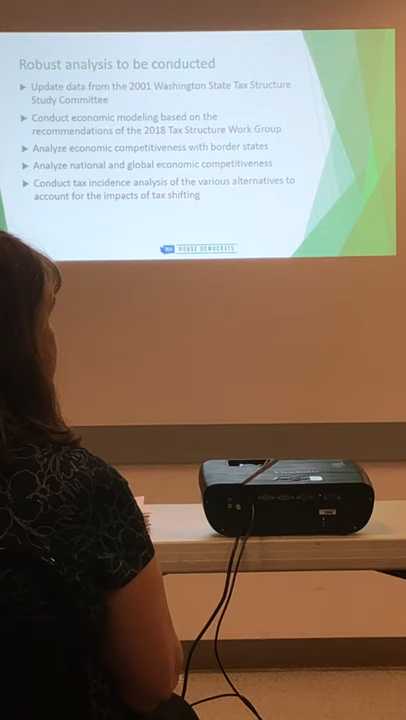 Robust analysis to be conducted
Update data from the 2001 Washington State Tax Structure
Study Committee
Conduct economic modeling based on the
recommendations of the 2018 Tax Structure Work Group
Analyze economic competitiveness with border states
Analyze national and global economic competitiveness
Conduct tax incidence analysis of the various alternatives to
account for the impacts of tax shifting
HOUSE DEMOCRATS